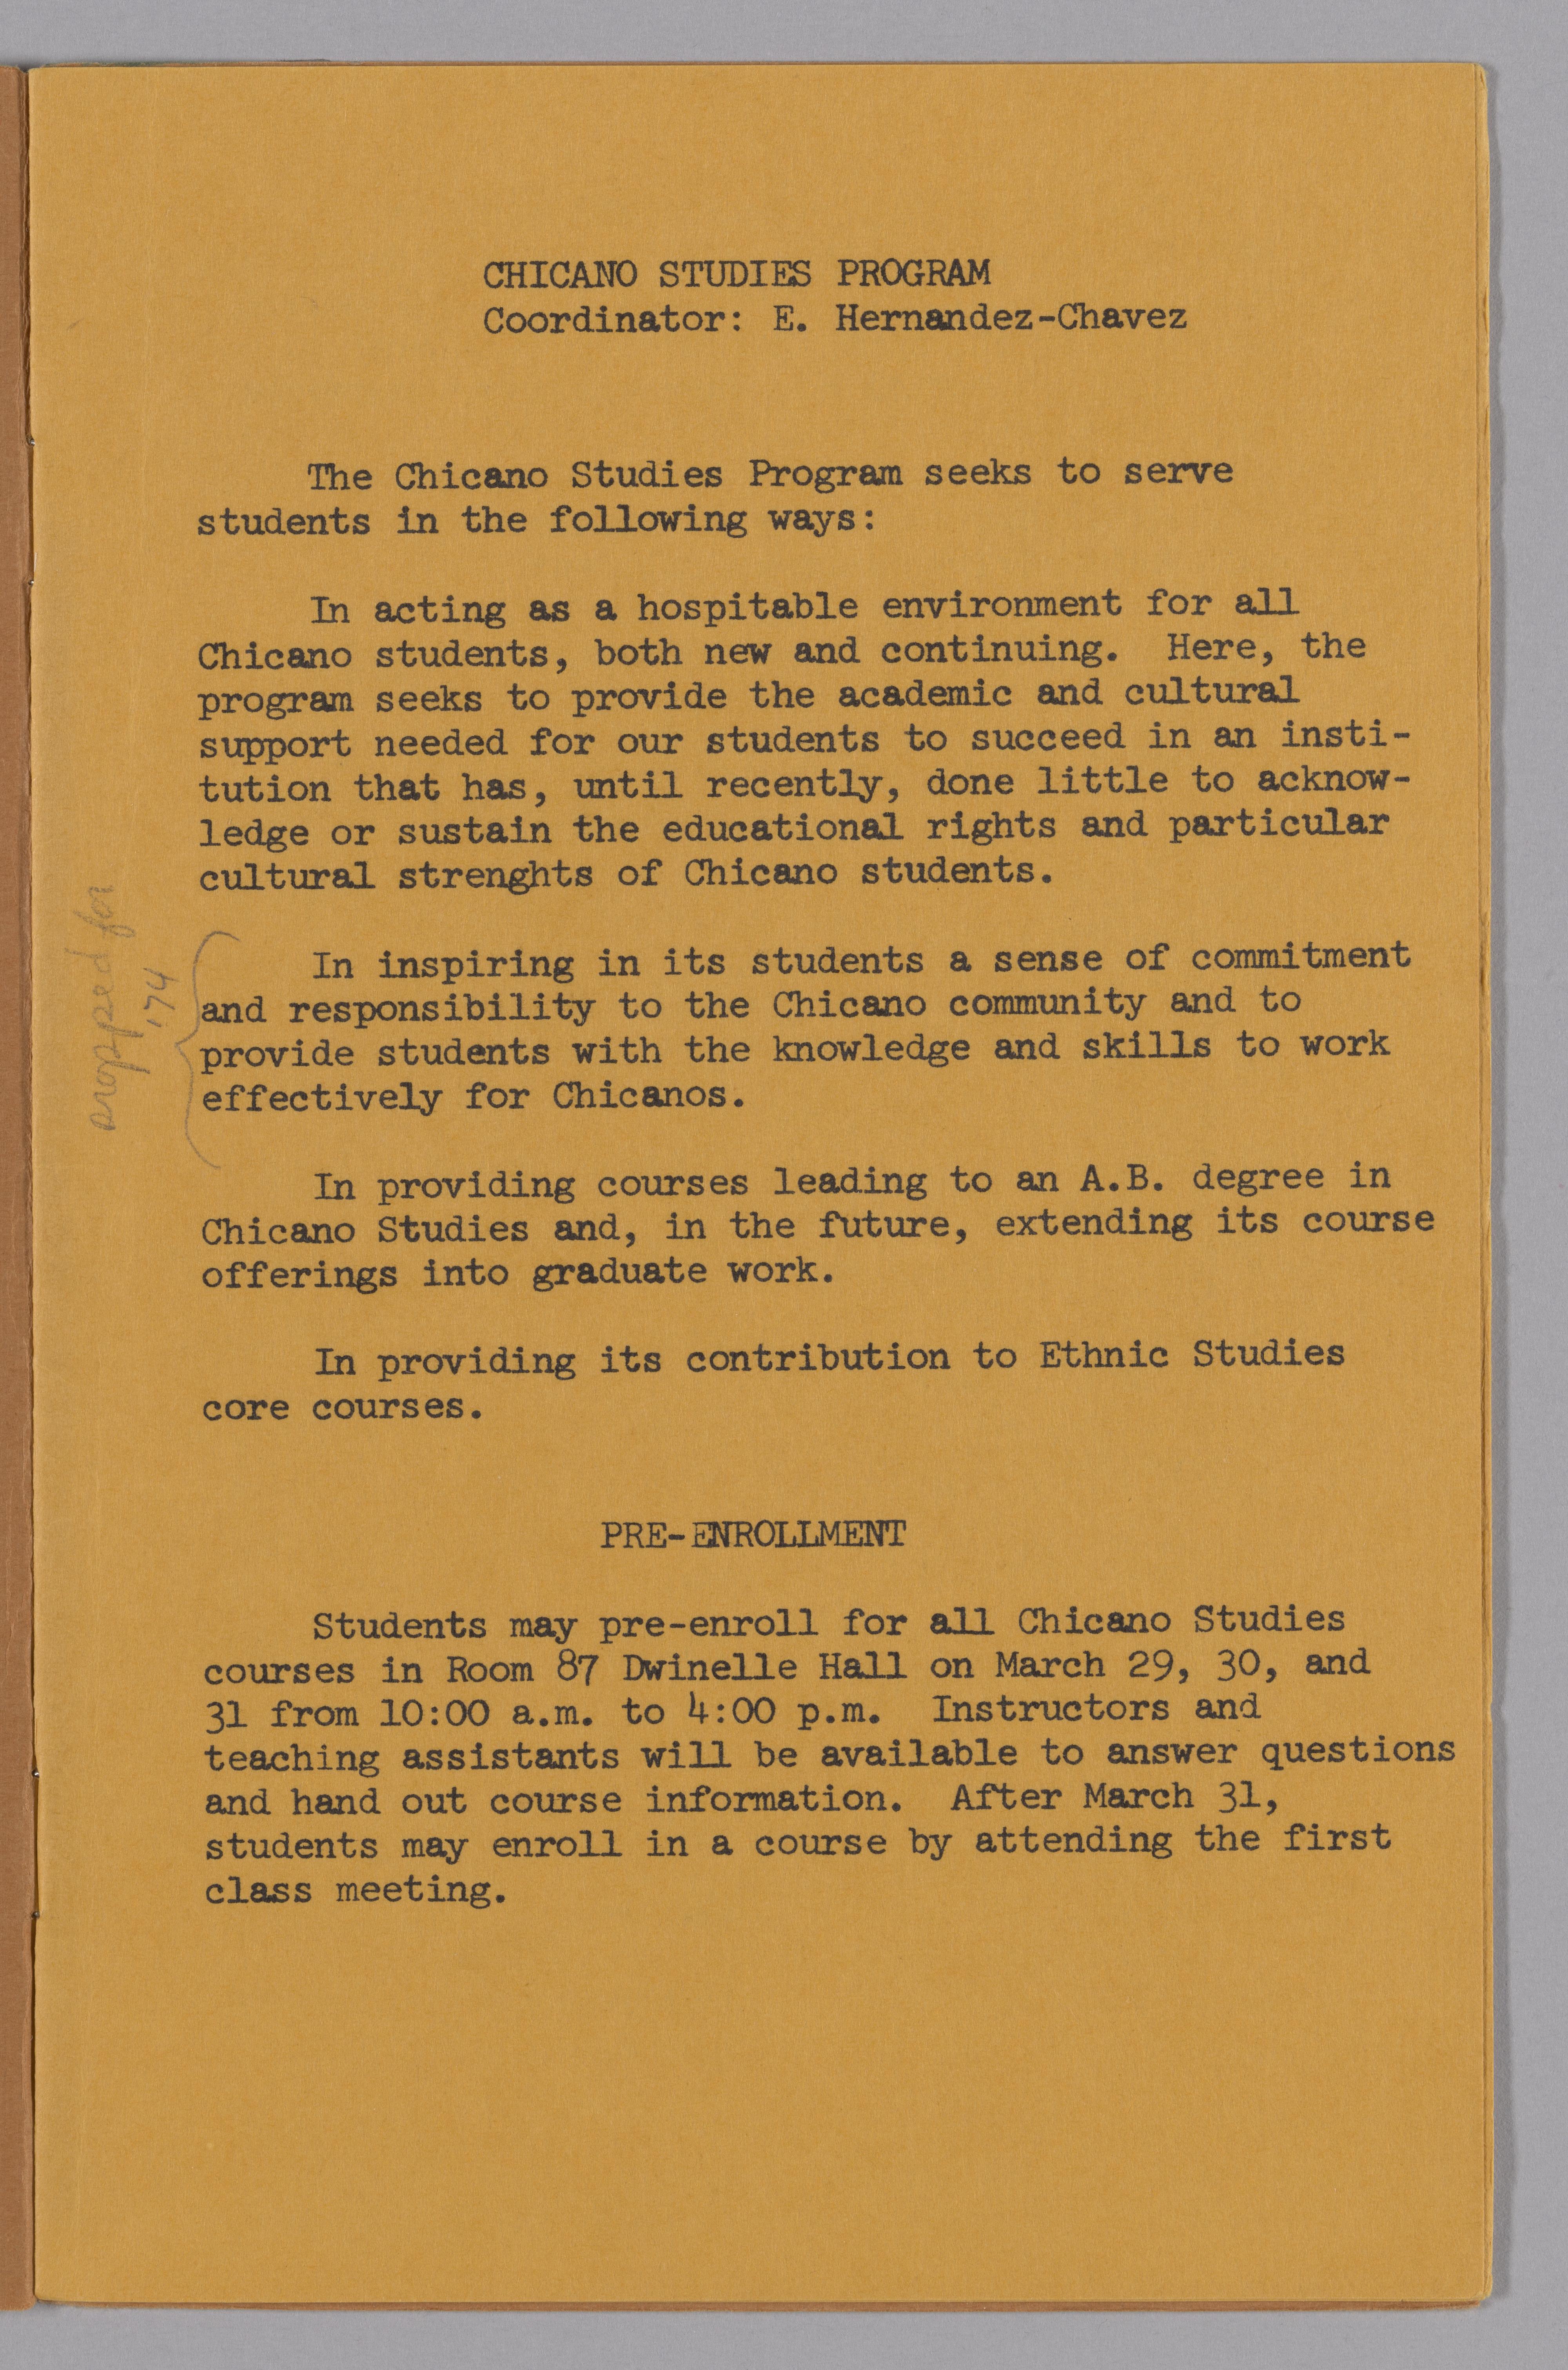 CHICANO STUDIES PROGRAM
Coordinator: E. Hernandez-Chavez
The Chicano Studies Program seeks to serve
students in the following ways:
In acting as a hospitable environment for all
Chicano students, both new and continuing. Here, the
program seeks to provide the academic and cultural
support needed for our students to succeed in an insti-
tution that has, until recently, done little to acknow-
ledge or sustain the educational rights and particular
cultural strenghts of Chicano students.
dropped for
'74
In inspiring in its students a sense of commitment
and responsibility to the Chicano community and to
provide students with the knowledge and skills to work
effectively for Chicanos.
In providing courses leading to an A.B. degree in
Chicano Studies and, in the future, extending its course
offerings into graduate work.
In providing its contribution to Ethnic Studies
core courses.
PRE-ENROLLMENT
Students may pre-enroll for all Chicano Studies
courses in Room 87 Dwinelle Hall on March 29, 30, and
31 from 10:00 a.m. to 4:00 p.m. Instructors and
teaching assistants will be available to answer questions
and hand out course information. After March 31,
students may enroll in a course by attending the first
class meeting.